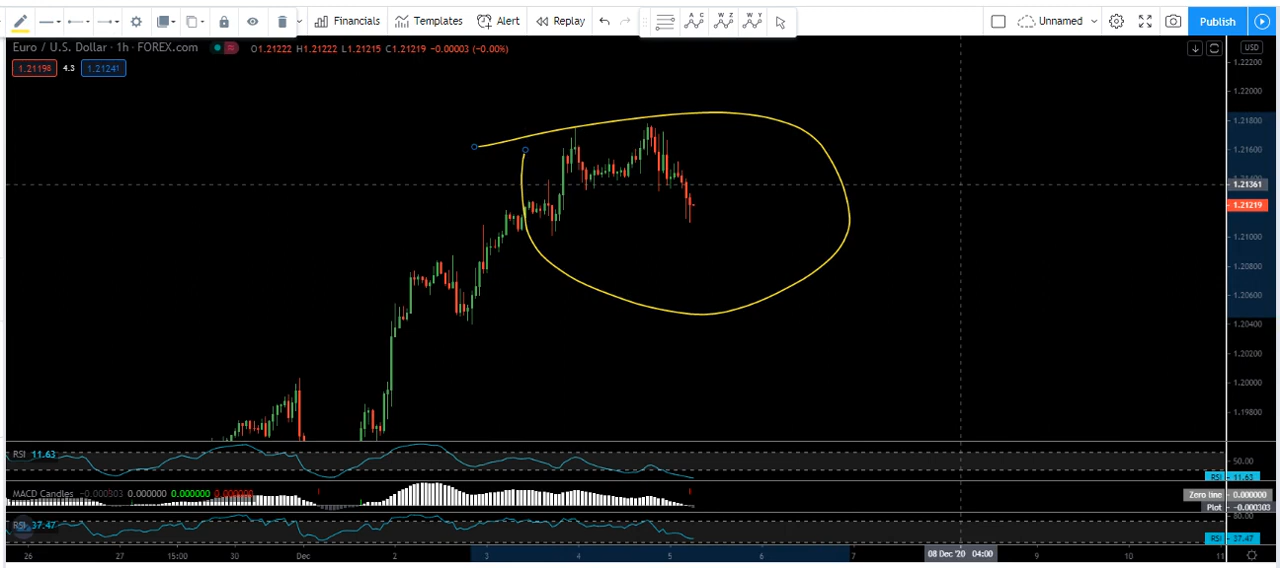 Financials Templates Alert Replay Unnamed Publish
Euro / U.S. Dollar · 1h · FOREX.com O1.21222 H1.21222 L1.21215 C1.21219 −0.00003 (−0.00%)
USD
1.21198 4.3 1.21241
1.22200
1.22000
1.21800
1.21600
1.21361
1.21219
1.21000
1.20800
1.20600
1.20400
1.20200
1.20000
1.19800
RSI 11.63
50.00
RSI 11.63
MACD Candles −0.000303 0.000000 0.000000 0.000000
Zero line 0.000000
Plot −0.000303
80.00
RSI 37.47
RSI 37.47
26 27 15:00 30 Dec 2 3 4 5 6 7 08 Dec '20 04:00 9 10 11